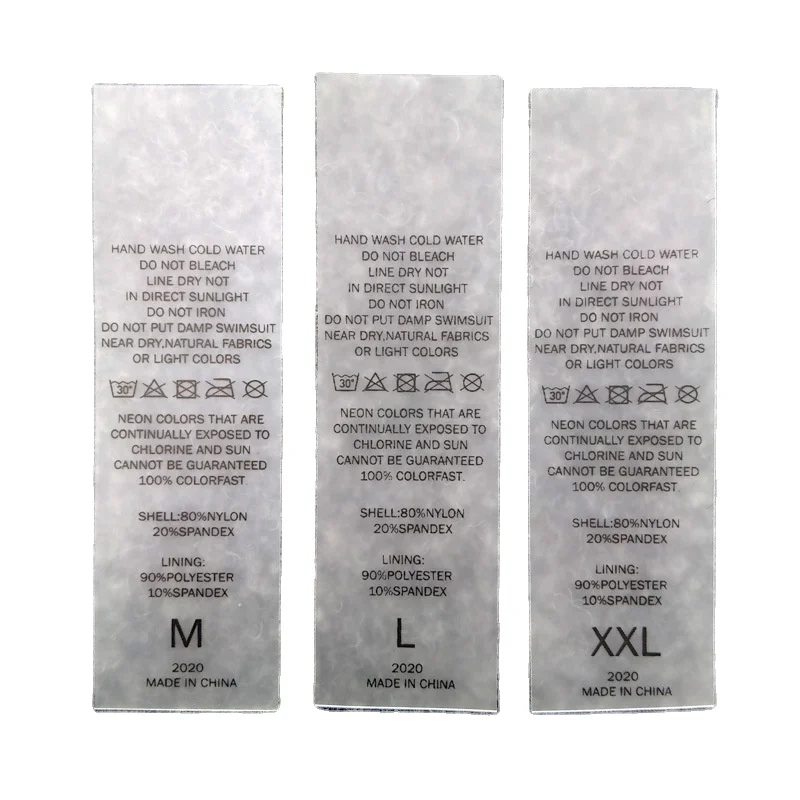 HAND WASH COLD WATER
DO NOT BLEACH
LINE DRY NOT
IN DIRECT SUNLIGHT
DO NOT IRON
DO NOT PUT DAMP SWIMSUIT
NEAR DRY,NATURAL FABRICS
OR LIGHT COLORS
30°
NEON COLORS THAT ARE
CONTINUALLY EXPOSED TO
CHLORINE AND SUN
CANNOT BE GUARANTEED
100% COLORFAST.
SHELL:80%NYLON
20%SPANDEX
LINING:
90%POLYESTER
10%SPANDEX
M
2020
MADE IN CHINA
HAND WASH COLD WATER
DO NOT BLEACH
LINE DRY NOT
IN DIRECT SUNLIGHT
DO NOT IRON
DO NOT PUT DAMP SWIMSUIT
NEAR DRY,NATURAL FABRICS
OR LIGHT COLORS
30°
NEON COLORS THAT ARE
CONTINUALLY EXPOSED TO
CHLORINE AND SUN
CANNOT BE GUARANTEED
100% COLORFAST.
SHELL:80%NYLON
20%SPANDEX
LINING:
90%POLYESTER
10%SPANDEX
L
2020
MADE IN CHINA
HAND WASH COLD WATER
DO NOT BLEACH
LINE DRY NOT
IN DIRECT SUNLIGHT
DO NOT IRON
DO NOT PUT DAMP SWIMSUIT
NEAR DRY,NATURAL FABRICS
OR LIGHT COLORS
30°
NEON COLORS THAT ARE
CONTINUALLY EXPOSED TO
CHLORINE AND SUN
CANNOT BE GUARANTEED
100% COLORFAST.
SHELL:80%NYLON
20%SPANDEX
LINING:
90%POLYESTER
10%SPANDEX
XXL
2020
MADE IN CHINA